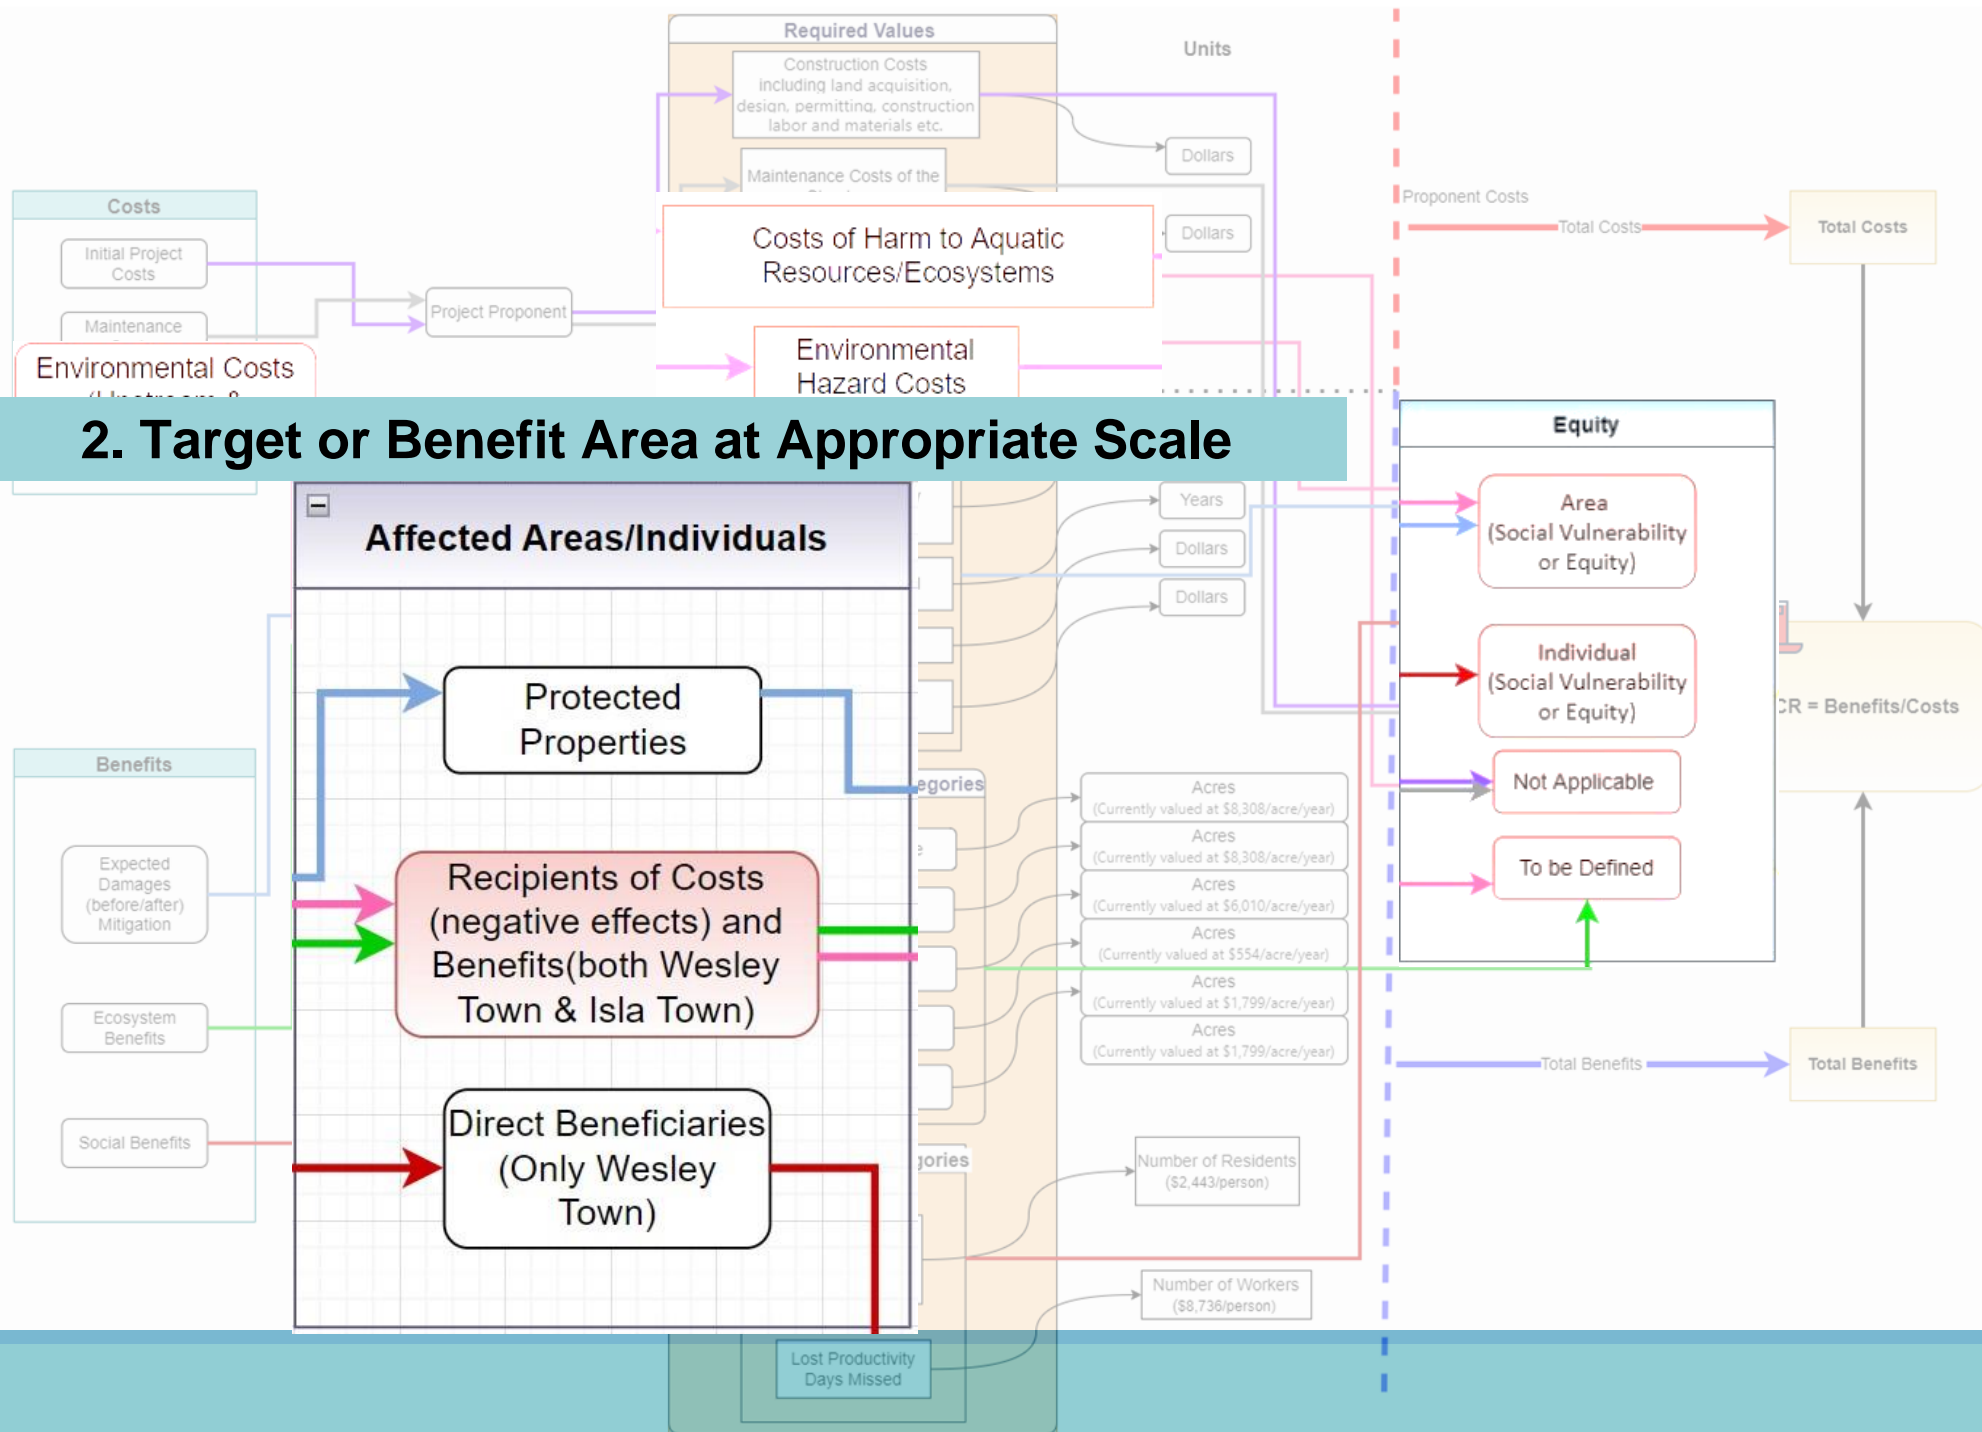 Required Values
Units
Construction Costs
including land acquisition,
design, permitting, construction
labor and materials etc.
Dollars
Maintenance Costs of the
Costs
Initial Project
Costs
Maintenance
Project Proponent
Costs of Harm to Aquatic
Resources/Ecosystems
Dollars
Proponent Costs
Total Costs
Total Costs
Environmental Costs
Environmental
Hazard Costs
2. Target or Benefit Area at Appropriate Scale
Equity
Area
(Social Vulnerability
or Equity)
Individual
(Social Vulnerability
or Equity)
Not Applicable
To be Defined
Affected Areas/Individuals
Protected
Properties
Recipients of Costs
(negative effects) and
Benefits(both Wesley
Town & Isla Town)
Direct Beneficiaries
(Only Wesley
Town)
Years
Dollars
Dollars
CR = Benefits/Costs
Benefits
Expected
Damages
(before/after)
Mitigation
Ecosystem
Benefits
Social Benefits
egories
Acres
(Currently valued at $8,308/acre/year)
Acres
(Currently valued at $8,308/acre/year)
Acres
(Currently valued at $6,010/acre/year)
Acres
(Currently valued at $554/acre/year)
Acres
(Currently valued at $1,799/acre/year)
Acres
(Currently valued at $1,799/acre/year)
Total Benefits
Total Benefits
gories
Number of Residents
($2,443/person)
Number of Workers
($8,736/person)
Lost Productivity
Days Missed